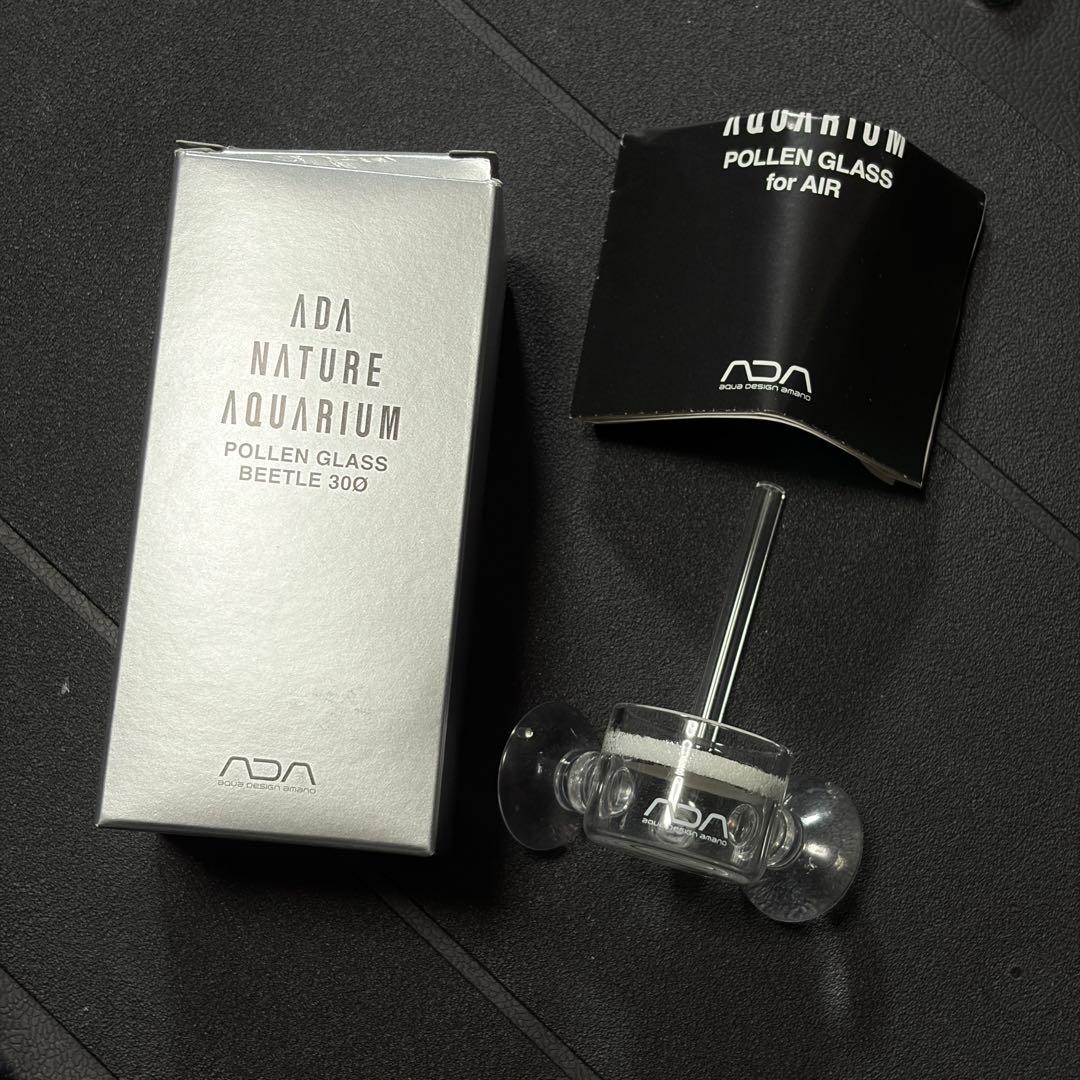 ADA
NATURE
AQUARIUM
POLLEN GLASS
BEETLE 30Ø
ADA
aqua design amano
AQUARIUM
POLLEN GLASS
for AIR
ADA
aqua design amano
ADA
aqua design amano